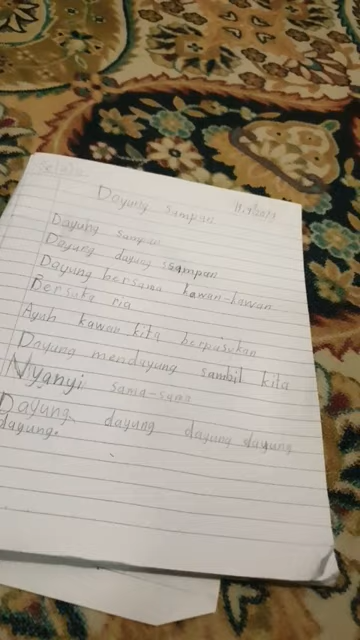 Dayung sampan
Dayung sampan
Dayung dayung sampan
Dayung bersama kawan-kawan
Bersuka ria
Ayuh kawan kita berpasukan
Dayung mendayung sambil kita
Nyanyi sama-sama
Dayung dayung dayung dayung
dayung.